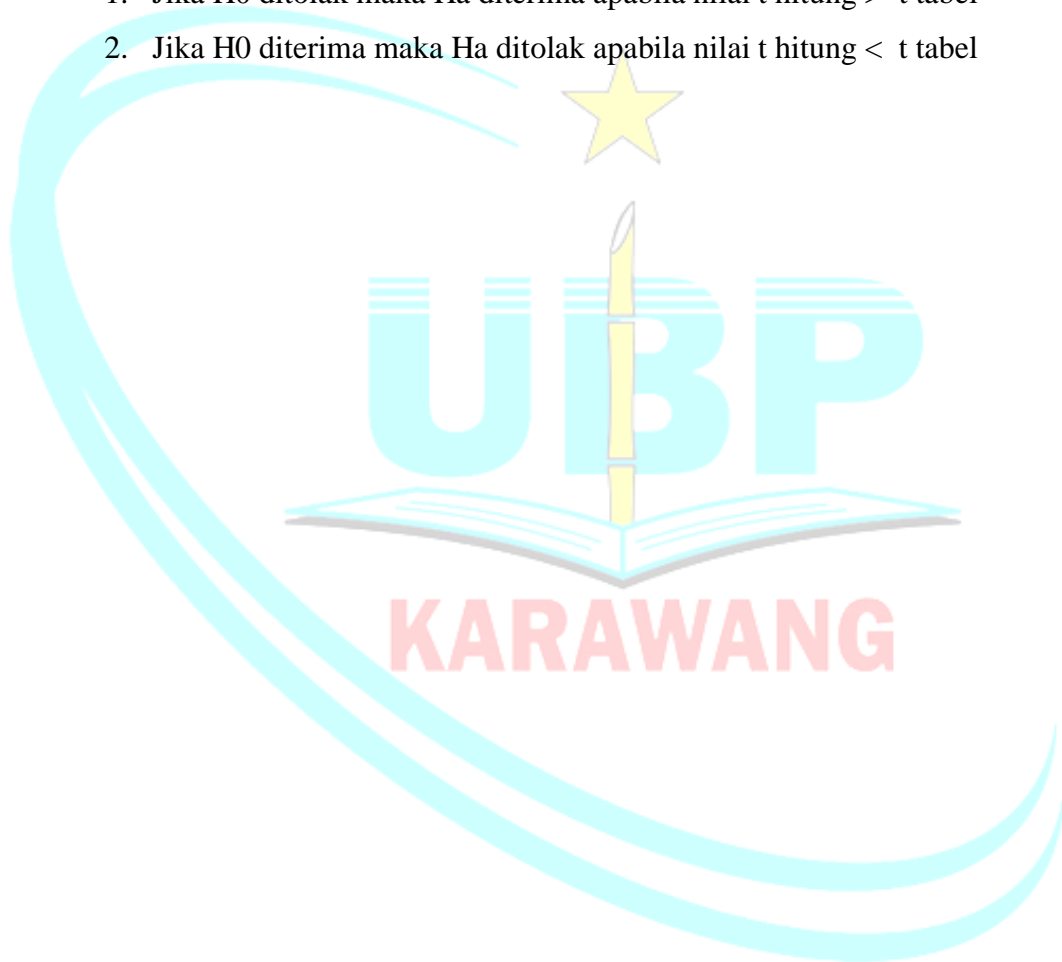 1. Jika H0 ditolak maka Ha diterima apabila nilai t hitung > t tabel
2. Jika H0 diterima maka Ha ditolak apabila nilai t hitung < t tabel
UBP
KARAWANG